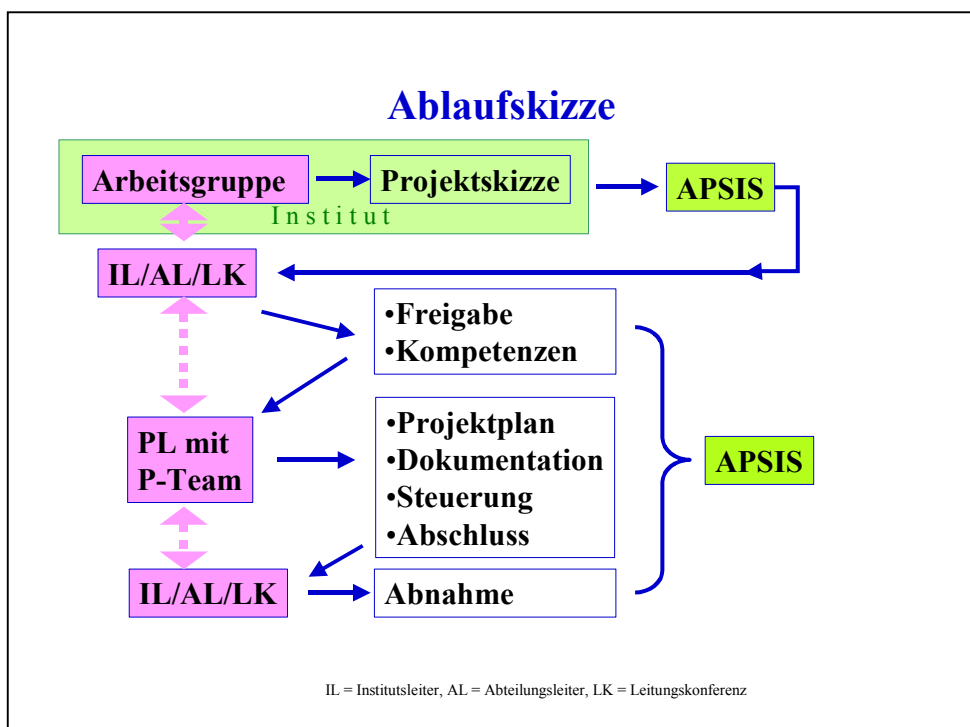 Ablaufskizze
Arbeitsgruppe
Projektskizze
APSIS
Institut
IL/AL/LK
•Freigabe
•Kompetenzen
PL mit
P-Team
•Projektplan
•Dokumentation
•Steuerung
•Abschluss
APSIS
IL/AL/LK
Abnahme
IL = Institutsleiter, AL = Abteilungsleiter, LK = Leitungskonferenz